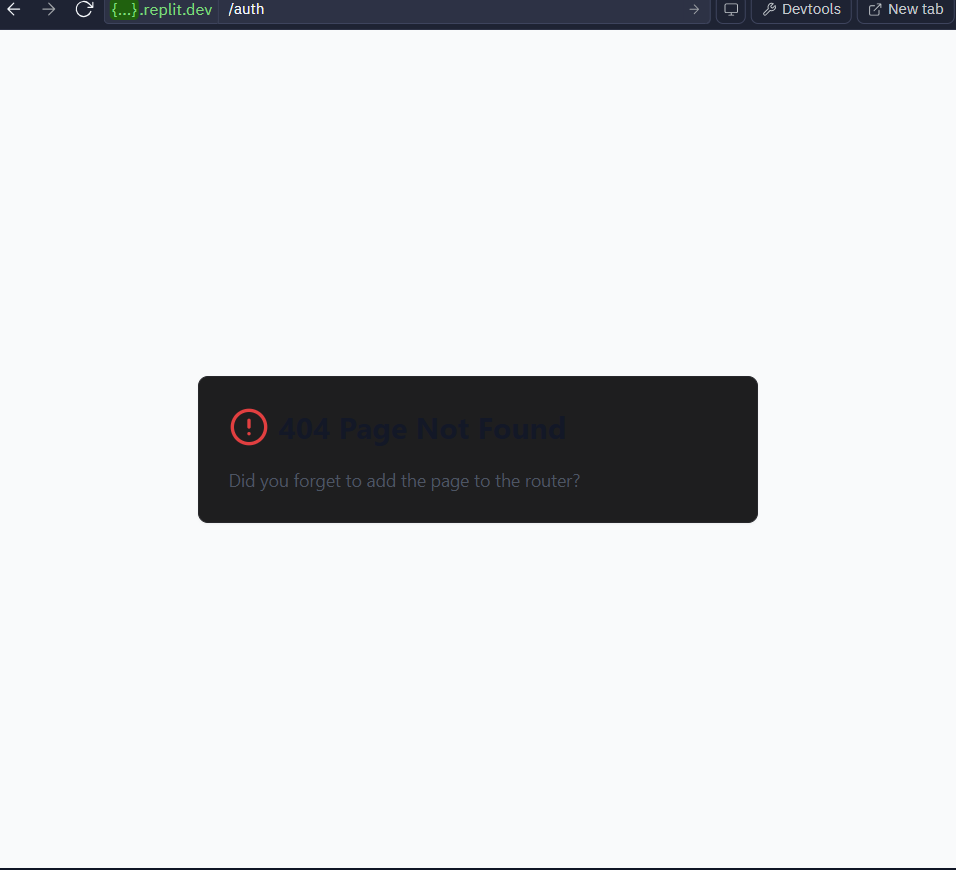 {...}.replit.dev /auth Devtools New tab
404 Page Not Found
Did you forget to add the page to the router?